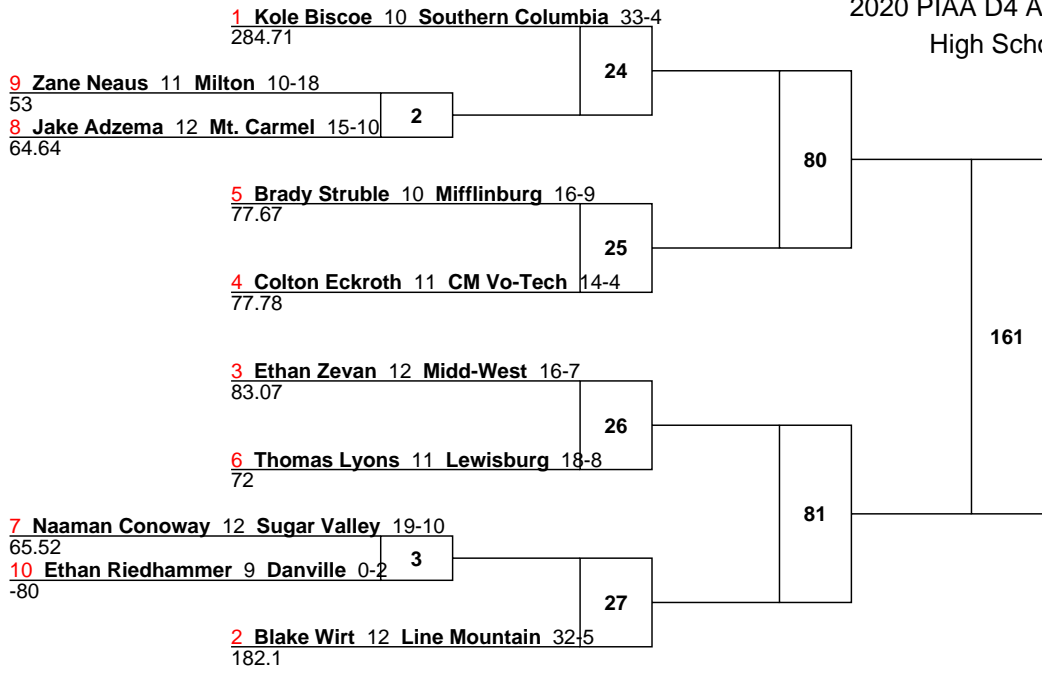 2020 PIAA D4 A
High Scho
1 Kole Biscoe 10 Southern Columbia 33-4
284.71
24
9 Zane Neaus 11 Milton 10-18
53
2
8 Jake Adzema 12 Mt. Carmel 15-10
64.64
80
5 Brady Struble 10 Mifflinburg 16-9
77.67
25
4 Colton Eckroth 11 CM Vo-Tech 14-4
77.78
161
3 Ethan Zevan 12 Midd-West 16-7
83.07
26
6 Thomas Lyons 11 Lewisburg 18-8
72
81
7 Naaman Conoway 12 Sugar Valley 19-10
65.52
3
10 Ethan Riedhammer 9 Danville 0-2
-80
27
2 Blake Wirt 12 Line Mountain 32-5
182.1